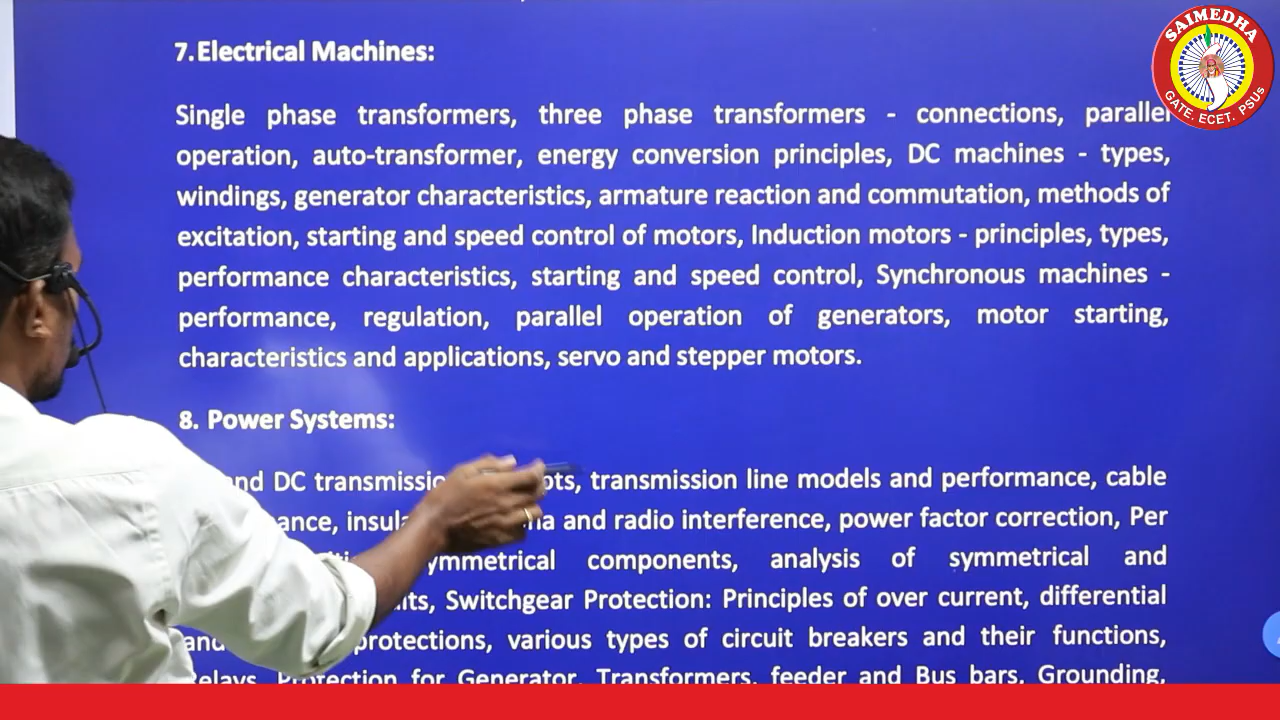 SAIMEDHA
GATE. ECET. PSUs
7. Electrical Machines:
Single phase transformers, three phase transformers - connections, parallel
operation, auto-transformer, energy conversion principles, DC machines - types,
windings, generator characteristics, armature reaction and commutation, methods of
excitation, starting and speed control of motors, Induction motors - principles, types,
performance characteristics, starting and speed control, Synchronous machines -
performance, regulation, parallel operation of generators, motor starting,
characteristics and applications, servo and stepper motors.
8. Power Systems:
and DC transmission transmission line models and performance, cable
and radio interference, power factor correction, Per
symmetrical components, analysis of symmetrical and
Switchgear Protection: Principles of over current, differential
and protections, various types of circuit breakers and their functions,
Relays, Protection for Generator, Transformers, feeder and Bus bars, Grounding,